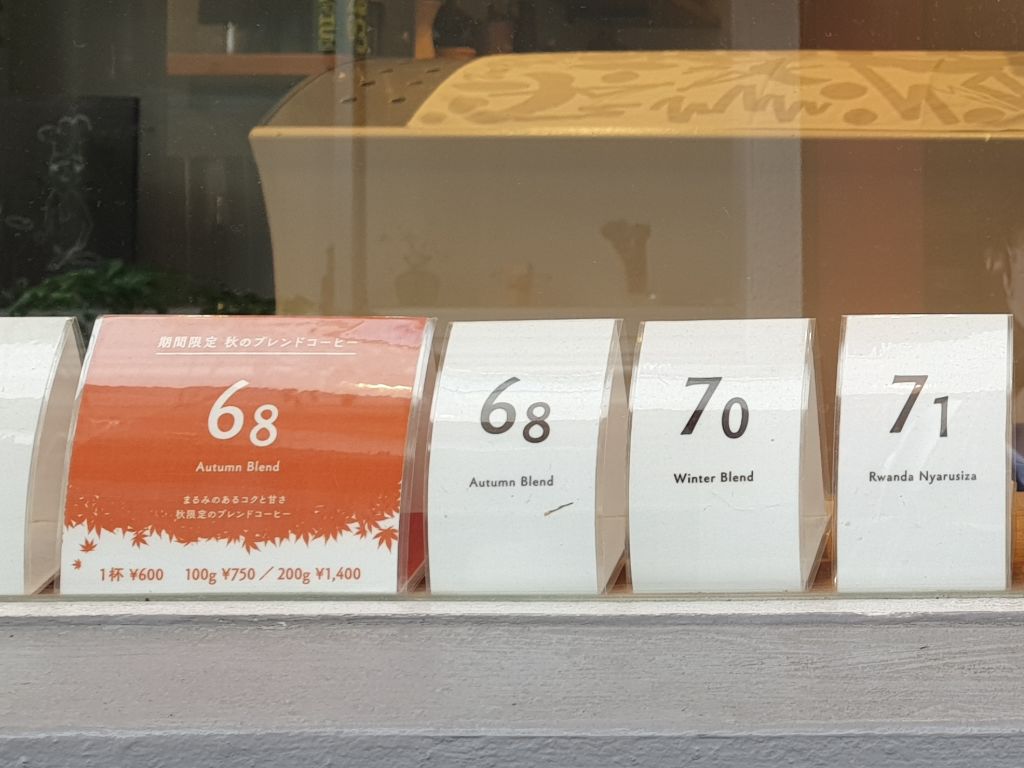 期間限定 秋のブレンドコーヒー
68
Autumn Blend
まるみのあるコクと甘さ
秋限定のブレンドコーヒー
1杯 ¥600 100g ¥750 / 200g ¥1,400
68
Autumn Blend
70
Winter Blend
71
Rwanda Nyarusiza